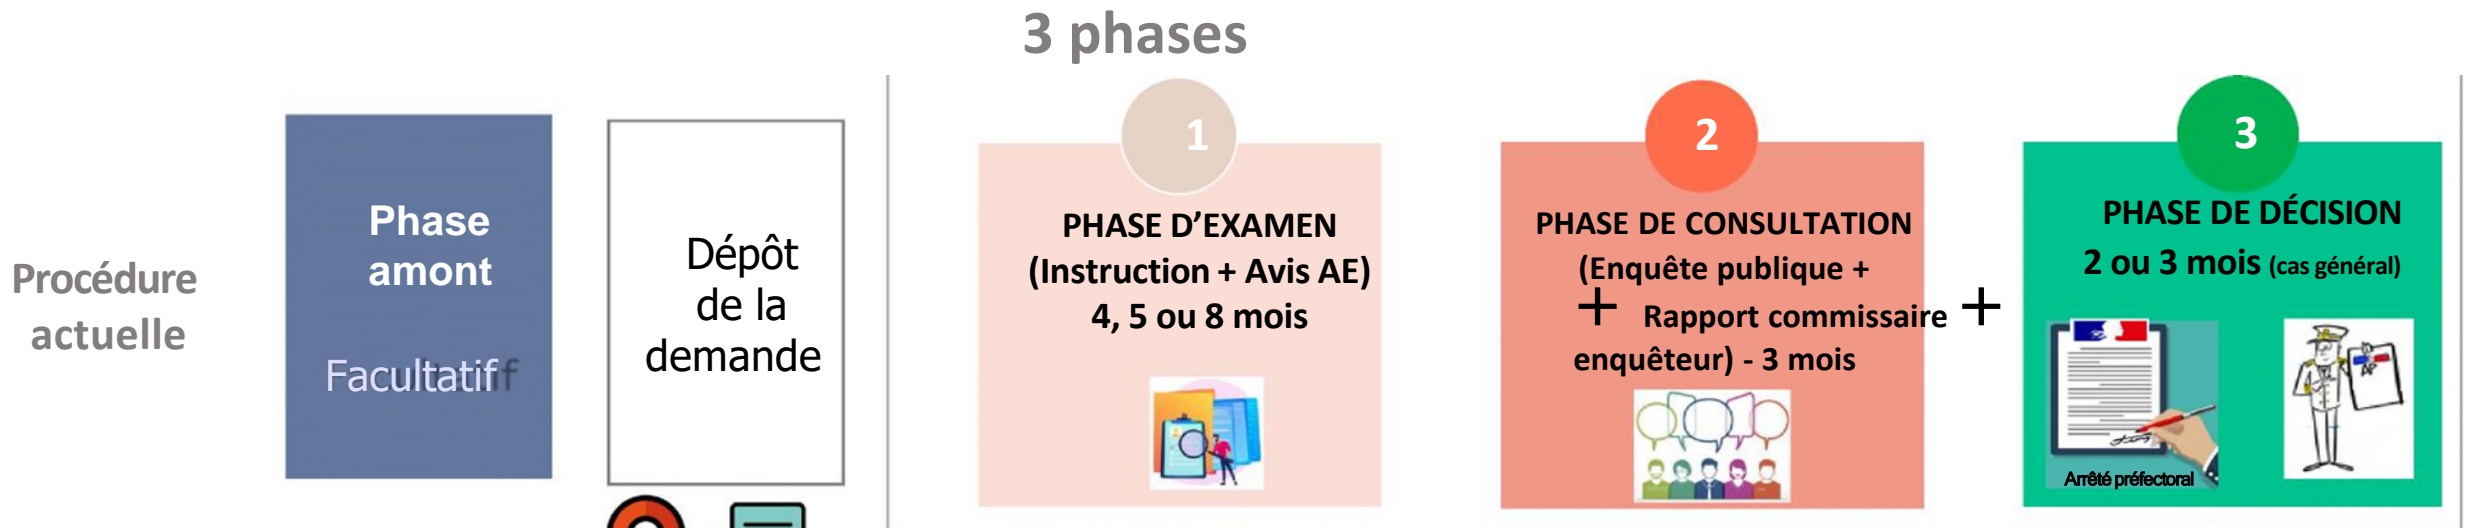 3 phases
Procédure
actuelle
Phase
amont
Facultatif
Dépôt
de la
demande
1
PHASE D’EXAMEN
(Instruction + Avis AE)
4, 5 ou 8 mois
+
2
PHASE DE CONSULTATION
(Enquête publique +
Rapport commissaire
enquêteur) - 3 mois
+
3
PHASE DE DÉCISION
2 ou 3 mois (cas général)
Arrêté préfectoral
AP